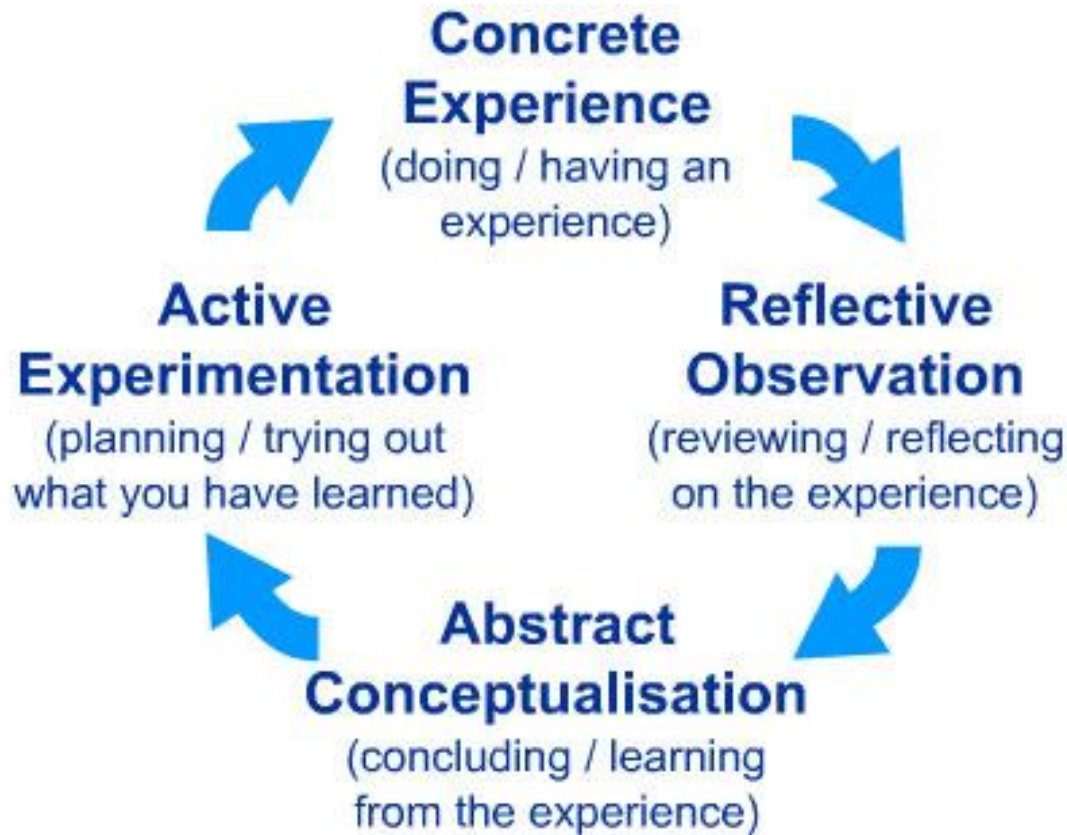 Concrete
Experience
(doing / having an
experience)
Reflective
Observation
(reviewing / reflecting
on the experience)
Abstract
Conceptualisation
(concluding / learning
from the experience)
Active
Experimentation
(planning / trying out
what you have learned)